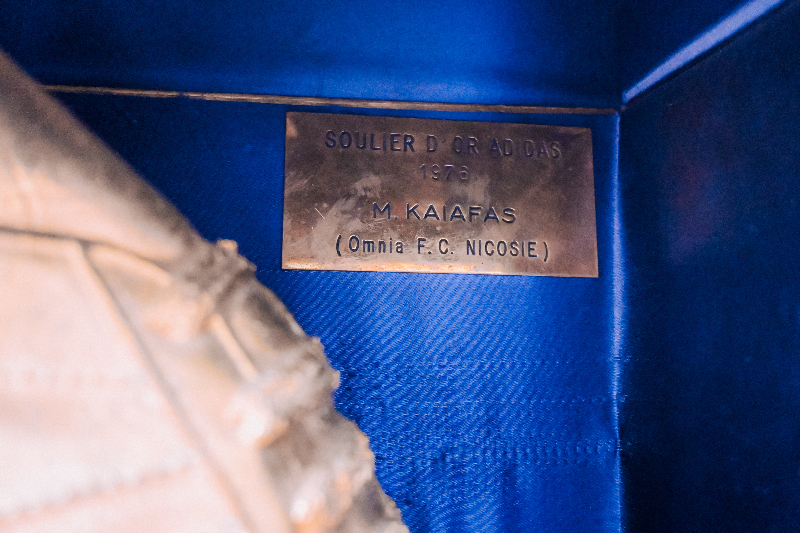 SOULIER D'OR ADIDAS
1976
M. KAIAFAS
(Omnia F.C. NICOSIE)